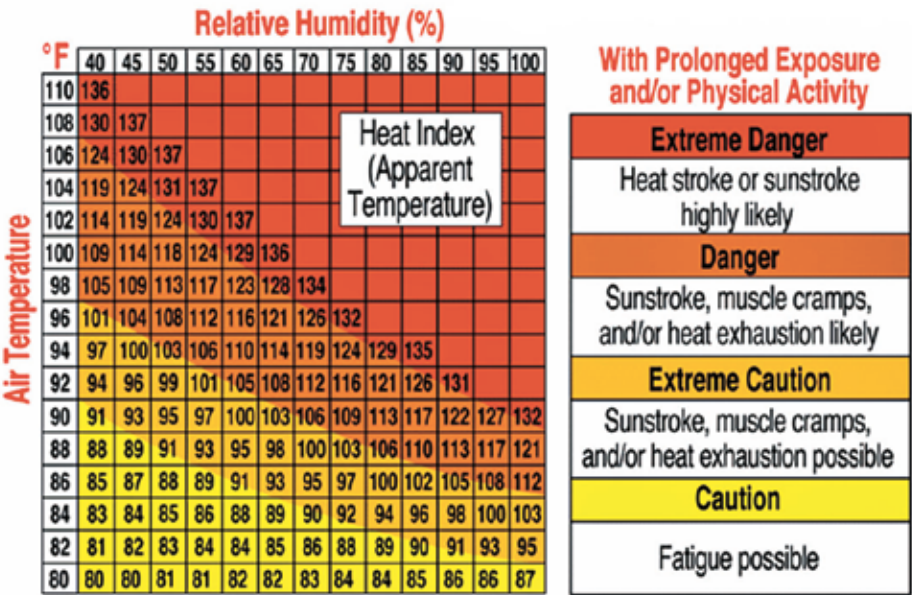 Relative Humidity (%)
°F 40 45 50 55 60 65 70 75 80 85 90 95 100
110 136
108 130 137
106 124 130 137
104 119 124 131 137
102 114 119 124 130 137
100 109 114 118 124 129 136
98 105 109 113 117 123 128 134
96 101 104 108 112 116 121 126 132
94 97 100 103 106 110 114 119 124 129 135
92 94 96 99 101 105 108 112 116 121 126 131
90 91 93 95 97 100 103 106 109 113 117 122 127 132
88 88 89 91 93 95 98 100 103 106 110 113 117 121
86 85 87 88 89 91 93 95 97 100 102 105 108 112
84 83 84 85 86 88 89 90 92 94 96 98 100 103
82 81 82 83 84 84 85 86 88 89 90 91 93 95
80 80 80 81 81 82 82 83 84 84 85 86 86 87
Air Temperature
Heat Index
(Apparent
Temperature)
With Prolonged Exposure
and/or Physical Activity
Extreme Danger
Heat stroke or sunstroke
highly likely
Danger
Sunstroke, muscle cramps,
and/or heat exhaustion likely
Extreme Caution
Sunstroke, muscle cramps,
and/or heat exhaustion possible
Caution
Fatigue possible